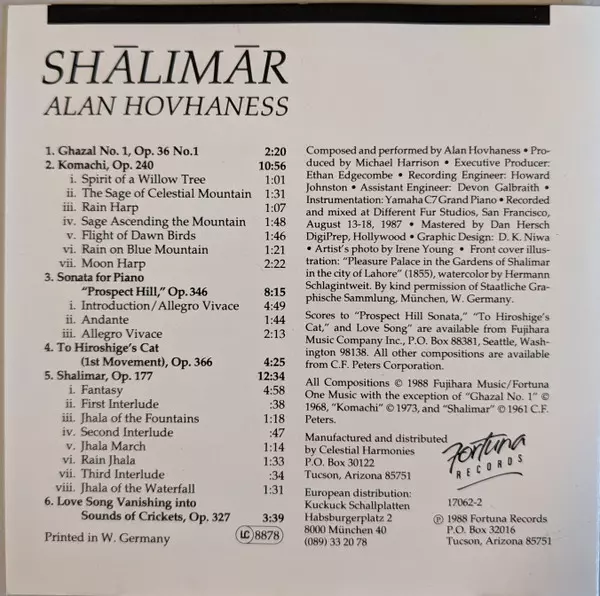 SHĀLIMĀR
ALAN HOVHANESS
1. Ghazal No. 1, Op. 36 No.1 2:20
2. Komachi, Op. 240 10:56
i. Spirit of a Willow Tree 1:01
ii. The Sage of Celestial Mountain 1:31
iii. Rain Harp 1:07
iv. Sage Ascending the Mountain 1:48
v. Flight of Dawn Birds 1:46
vi. Rain on Blue Mountain 1:21
vii. Moon Harp 2:22
3. Sonata for Piano
"Prospect Hill," Op. 346 8:15
i. Introduction/Allegro Vivace 4:49
ii. Andante 1:44
iii. Allegro Vivace 2:13
4. To Hiroshige's Cat
(1st Movement), Op. 366 4:25
5. Shalimar, Op. 177 12:34
i. Fantasy 4:58
ii. First Interlude :38
iii. Jhala of the Fountains 1:18
iv. Second Interlude :47
v. Jhala March 1:14
vi. Rain Jhala 1:33
vii. Third Interlude :34
viii. Jhala of the Waterfall 1:31
6. Love Song Vanishing into
Sounds of Crickets, Op. 327 3:39
Printed in W. Germany
LC 8878
Composed and performed by Alan Hovhaness • Pro-
duced by Michael Harrison • Executive Producer:
Ethan Edgecombe • Recording Engineer: Howard
Johnston • Assistant Engineer: Devon Galbraith •
Instrumentation: Yamaha C7 Grand Piano • Recorded
and mixed at Different Fur Studios, San Francisco,
August 13-18, 1987 • Mastered by Dan Hersch
DigiPrep, Hollywood • Graphic Design: D. K. Niwa
• Artist's photo by Irene Young • Front cover illust-
ration: "Pleasure Palace in the Gardens of Shalimar
in the city of Lahore" (1855), watercolor by Hermann
Schlagintweit. By kind permission of Staatliche Gra-
phische Sammlung, München, W. Germany.
Scores to "Prospect Hill Sonata," "To Hiroshige's
Cat," and Love Song" are available from Fujihara
Music Company Inc., P.O. Box 88381, Seattle, Wash-
ington 98138. All other compositions are available
from C.F. Peters Corporation.
All Compositions © 1988 Fujihara Music/Fortuna
One Music with the exception of "Ghazal No. 1" ©
1968, "Komachi" © 1973, and "Shalimar" © 1961 C.F.
Peters.
Manufactured and distributed
by Celestial Harmonies
P.O. Box 30122
Tucson, Arizona 85751
Fortuna
RECORDS
European distribution:
Kuckuck Schallplatten
Habsburgerplatz 2
8000 München 40
(089) 33 20 78
17062-2
℗ 1988 Fortuna Records
P.O. Box 32016
Tucson, Arizona 85751